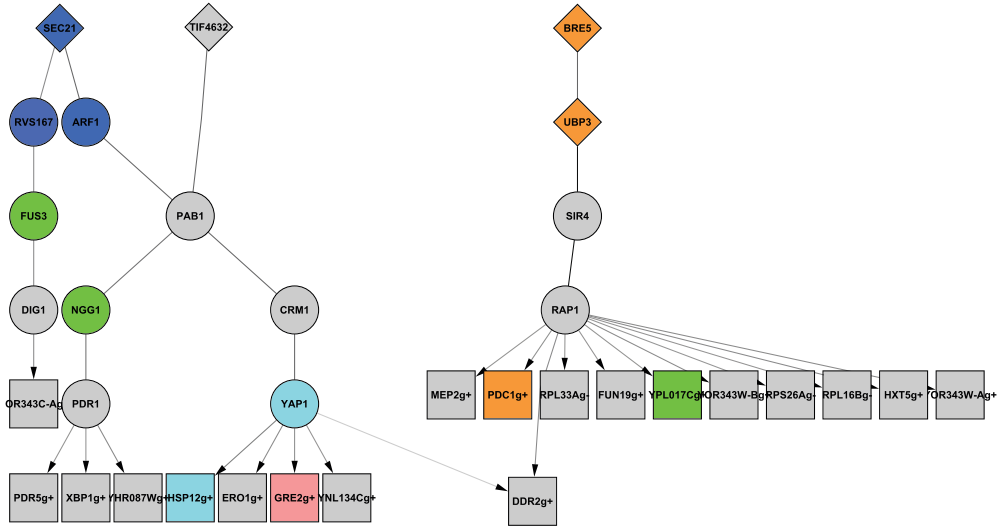 SEC21
TIF4632
BRE5
RVS167
ARF1
UBP3
FUS3
PAB1
SIR4
DIG1
NGG1
CRM1
RAP1
OR343C-Ag
PDR1
YAP1
MEP2g+
PDC1g+
RPL33Ag-
FUN19g+
YPL017Cg
OR343W-Bg
RPS26Ag-
RPL16Bg-
HXT5g+
YOR343W-Ag+
PDR5g+
XBP1g+
YHR087Wg+
HSP12g+
ERO1g+
GRE2g+
YNL134Cg+
DDR2g+